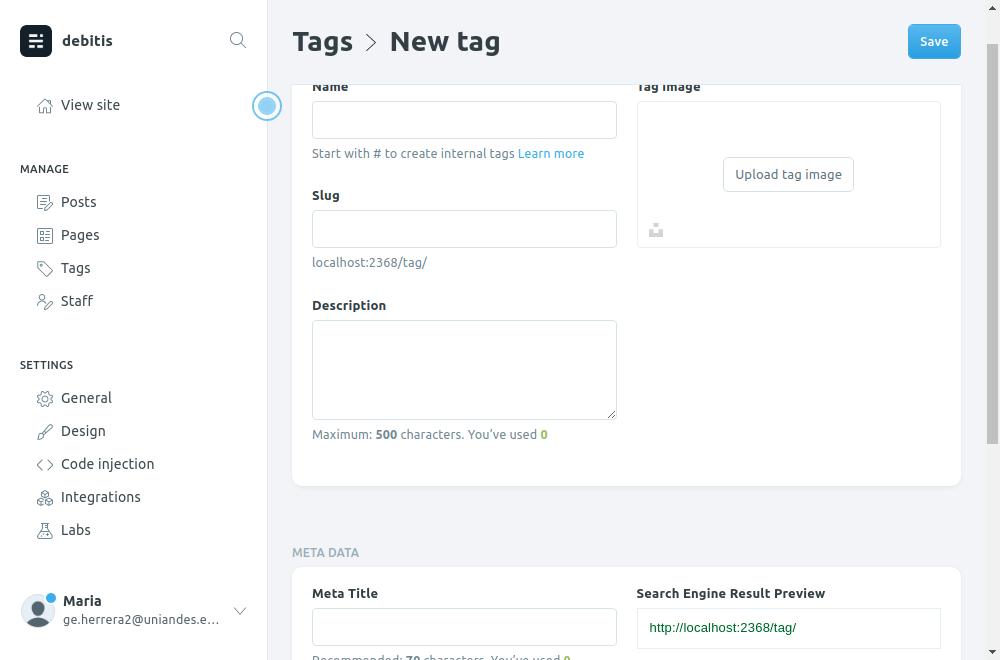 debitis
View site
MANAGE
Posts
Pages
Tags
Staff
SETTINGS
General
Design
Code injection
Integrations
Labs
Maria
ge.herrera2@uniandes.e...
Tags > New tag
Save
Name
Start with # to create internal tags Learn more
Slug
localhost:2368/tag/
Description
Maximum: 500 characters. You've used 0
Tag image
Upload tag image
META DATA
Meta Title
Recommended: 70 characters. You've used 0
Search Engine Result Preview
http://localhost:2368/tag/